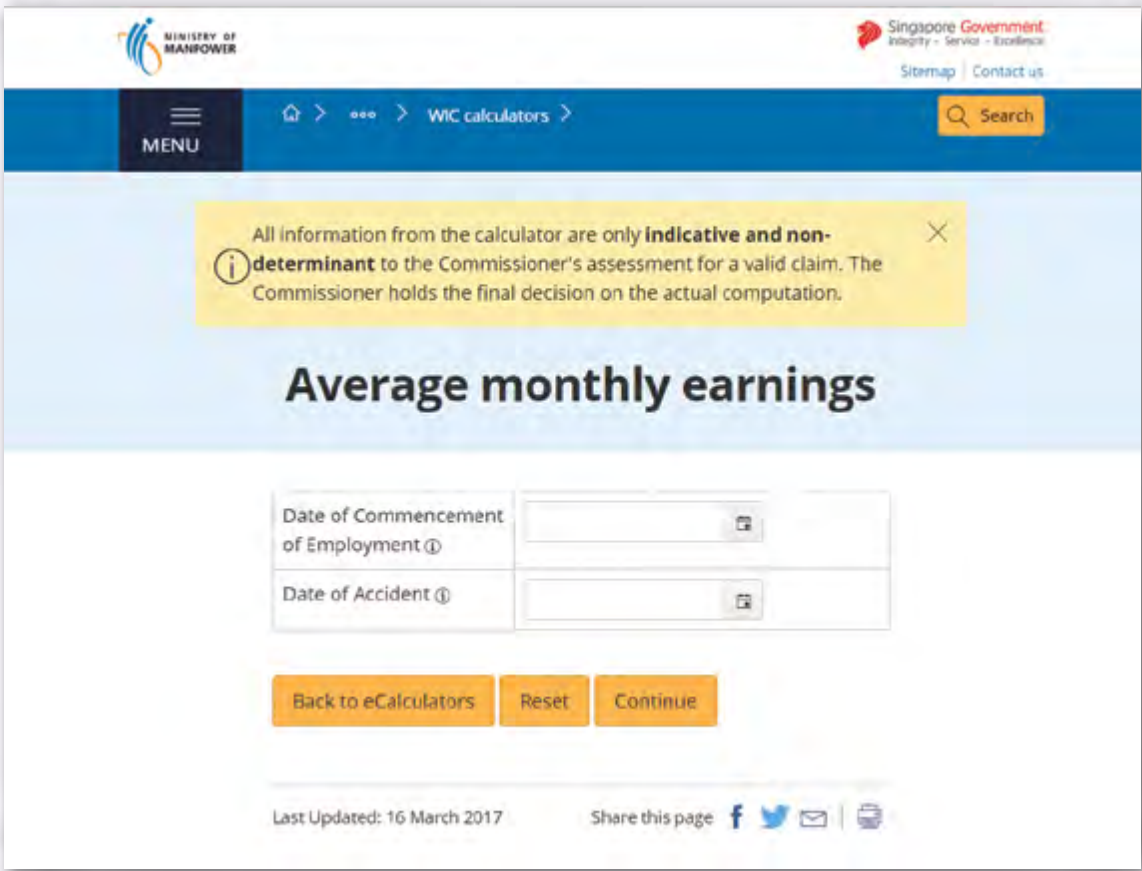 MINISTRY OF
MANPOWER
Singapore Government
Integrity - Service - Excellence
Sitemap | Contact us
MENU
WIC calculators
Search
All information from the calculator are only indicative and non-
determinant to the Commissioner's assessment for a valid claim. The
Commissioner holds the final decision on the actual computation.
Average monthly earnings
Date of Commencement
of Employment
Date of Accident
Back to eCalculators
Reset
Continue
Last Updated: 16 March 2017
Share this page